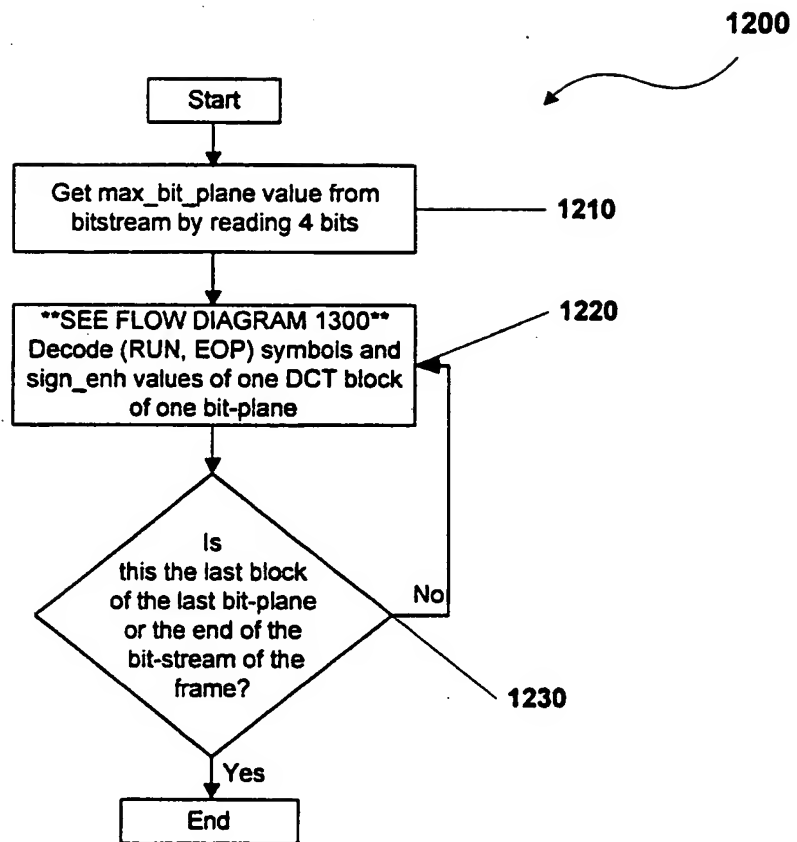 1200
Start
Get max_bit_plane value from
bitstream by reading 4 bits
1210
**SEE FLOW DIAGRAM 1300**
Decode (RUN, EOP) symbols and
sign_enh values of one DCT block
of one bit-plane
1220
Is
this the last block
of the last bit-plane
or the end of the
bit-stream of the
frame?
No
1230
Yes
End